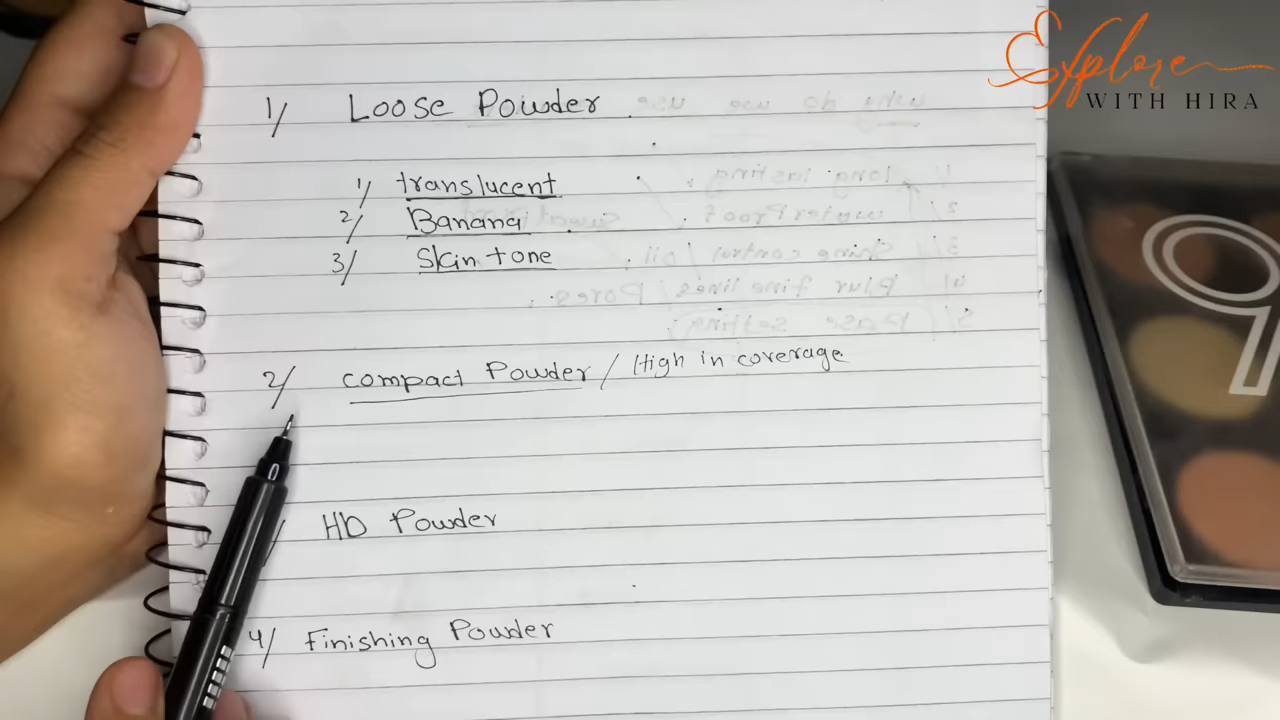 Explore
WITH HIRA
1/ Loose Powder.
1/ translucent
2/ Banana
3/ Skin tone
2/ compact Powder / High in coverage
HD Powder
4/ Finishing Powder
9